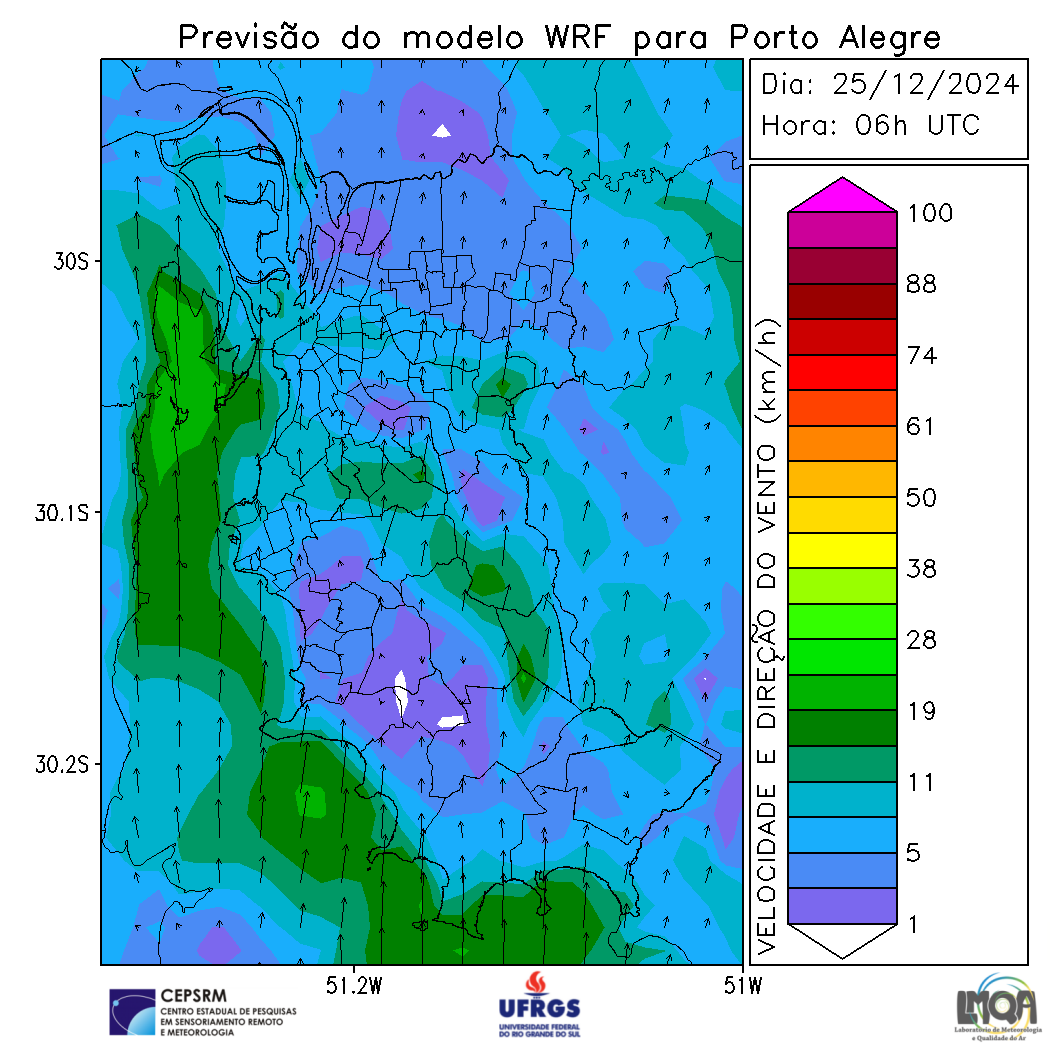 Previsão do modelo WRF para Porto Alegre
Dia: 25/12/2024
Hora: 06h UTC
30S
30.1S
30.2S
51.2W
51W
VELOCIDADE E DIREÇÃO DO VENTO (km/h)
100
88
74
61
50
38
28
19
11
5
1
CEPSRM
CENTRO ESTADUAL DE PESQUISAS
EM SENSORIAMENTO REMOTO
E METEOROLOGIA
UFRGS
UNIVERSIDADE FEDERAL
DO RIO GRANDE DO SUL
LMQA
Laboratório de Meteorologia
e Qualidade do Ar